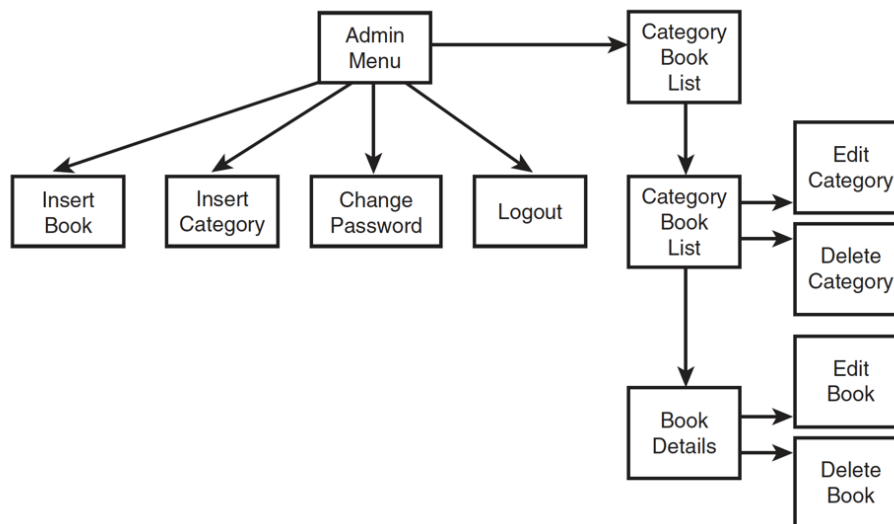 Admin
Menu
Category
Book
List
Insert
Book
Insert
Category
Change
Password
Logout
Category
Book
List
Edit
Category
Delete
Category
Book
Details
Edit
Book
Delete
Book